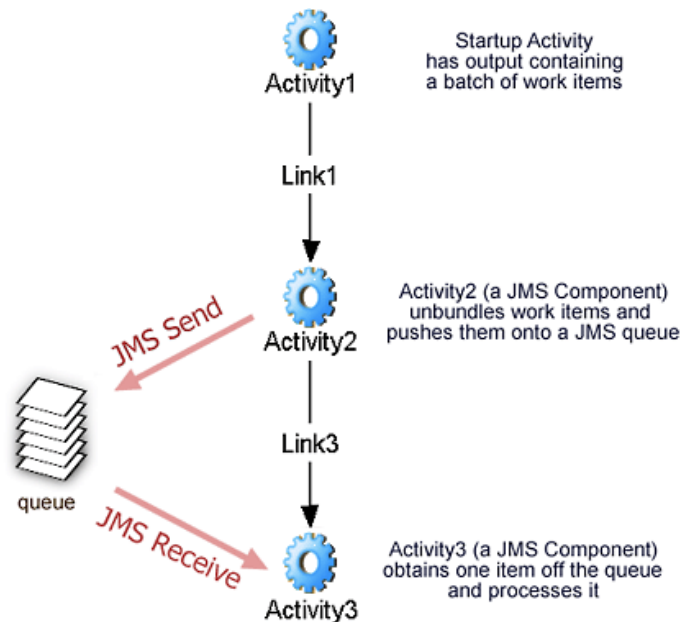 Activity1
Startup Activity
has output containing
a batch of work items
Link1
Activity2
Activity2 (a JMS Component)
unbundles work items and
pushes them onto a JMS queue
JMS Send
queue
Link3
JMS Receive
Activity3
Activity3 (a JMS Component)
obtains one item off the queue
and processes it